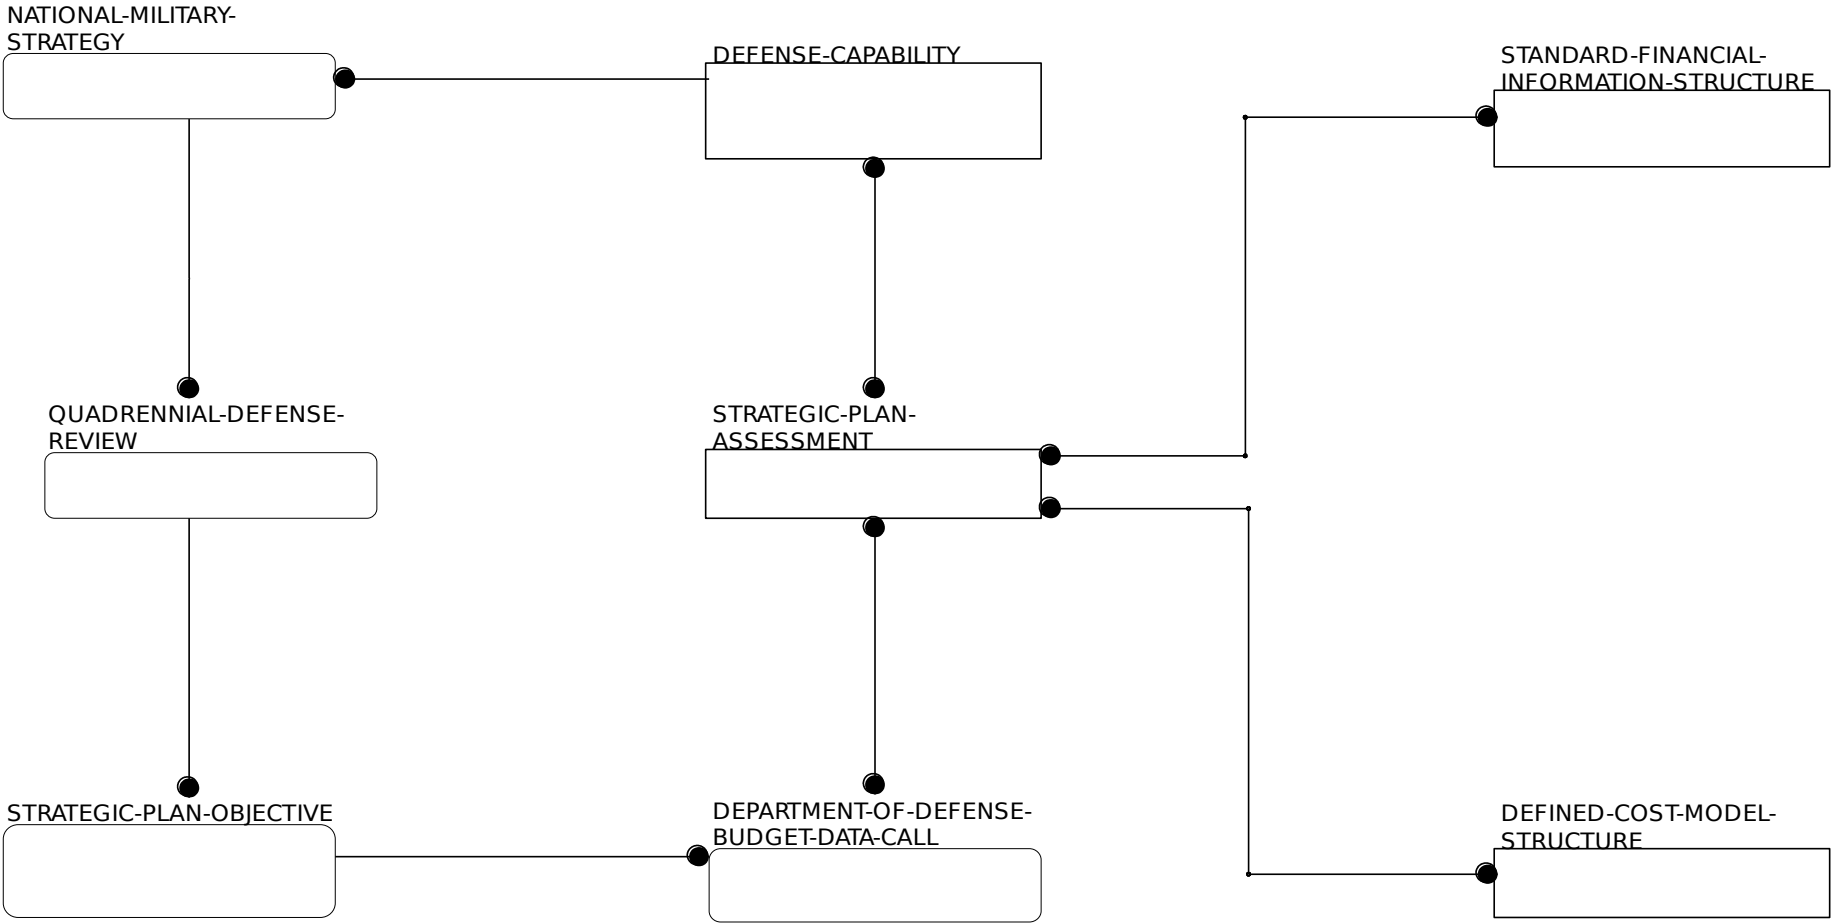 NATIONAL-MILITARY-
STRATEGY
DEFENSE-CAPABILITY
STANDARD-FINANCIAL-
INFORMATION-STRUCTURE
QUADRENNIAL-DEFENSE-
REVIEW
STRATEGIC-PLAN-
ASSESSMENT
STRATEGIC-PLAN-OBJECTIVE
DEPARTMENT-OF-DEFENSE-
BUDGET-DATA-CALL
DEFINED-COST-MODEL-
STRUCTURE